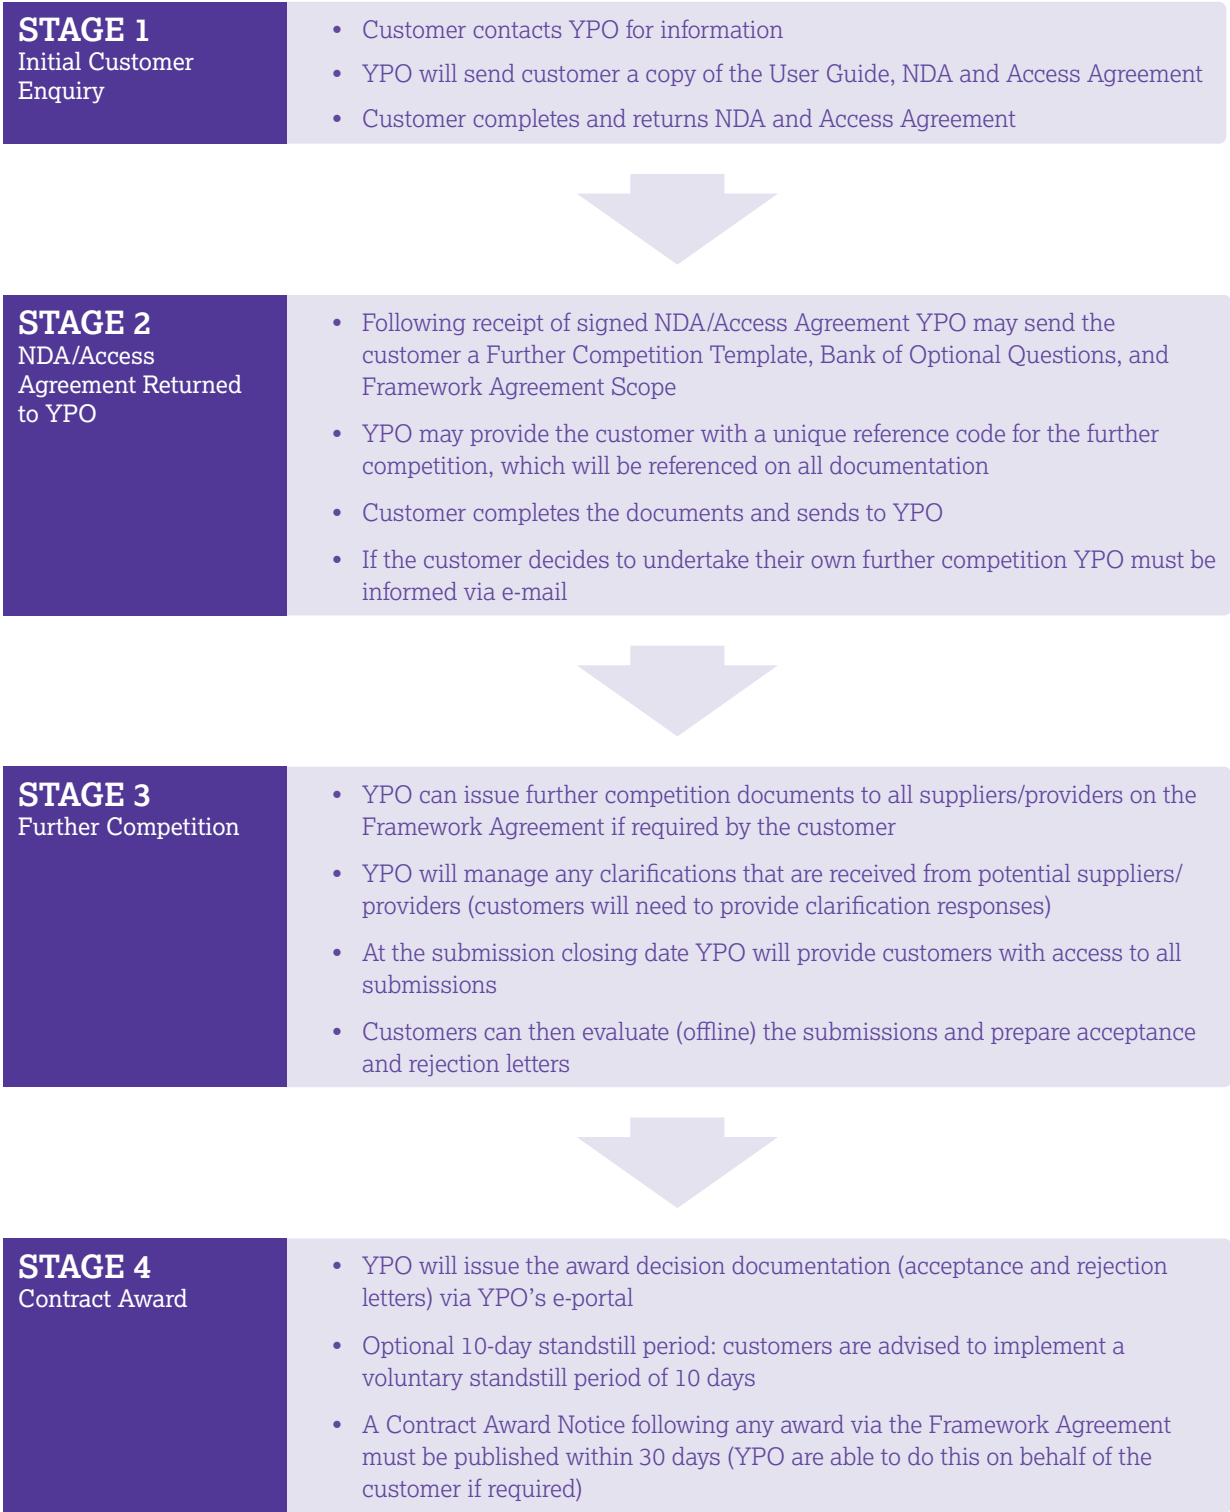 STAGE 1
Initial Customer
Enquiry
• Customer contacts YPO for information
• YPO will send customer a copy of the User Guide, NDA and Access Agreement
• Customer completes and returns NDA and Access Agreement
STAGE 2
NDA/Access
Agreement Returned
to YPO
• Following receipt of signed NDA/Access Agreement YPO may send the
customer a Further Competition Template, Bank of Optional Questions, and
Framework Agreement Scope
• YPO may provide the customer with a unique reference code for the further
competition, which will be referenced on all documentation
• Customer completes the documents and sends to YPO
• If the customer decides to undertake their own further competition YPO must be
informed via e-mail
STAGE 3
Further Competition
• YPO can issue further competition documents to all suppliers/providers on the
Framework Agreement if required by the customer
• YPO will manage any clarifications that are received from potential suppliers/
providers (customers will need to provide clarification responses)
• At the submission closing date YPO will provide customers with access to all
submissions
• Customers can then evaluate (offline) the submissions and prepare acceptance
and rejection letters
STAGE 4
Contract Award
• YPO will issue the award decision documentation (acceptance and rejection
letters) via YPO’s e-portal
• Optional 10-day standstill period: customers are advised to implement a
voluntary standstill period of 10 days
• A Contract Award Notice following any award via the Framework Agreement
must be published within 30 days (YPO are able to do this on behalf of the
customer if required)